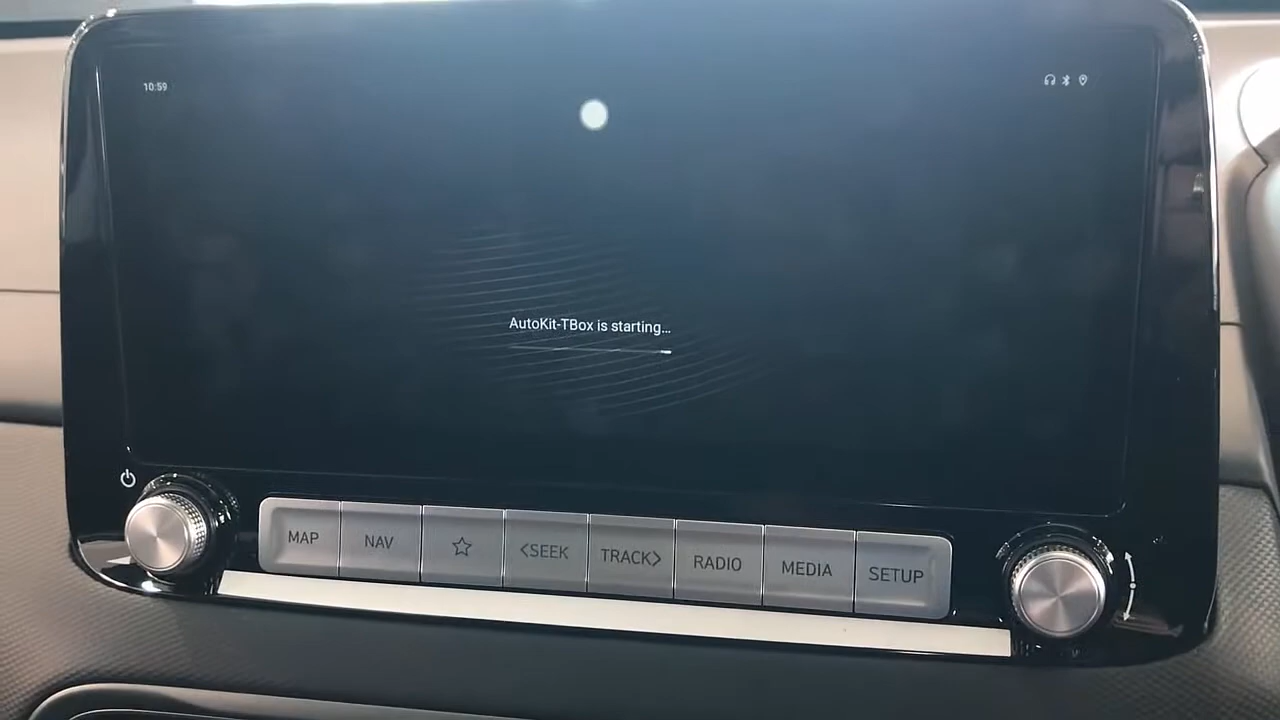 10:59
AutoKit-TBox is starting...
MAP
NAV
<SEEK
TRACK>
RADIO
MEDIA
SETUP